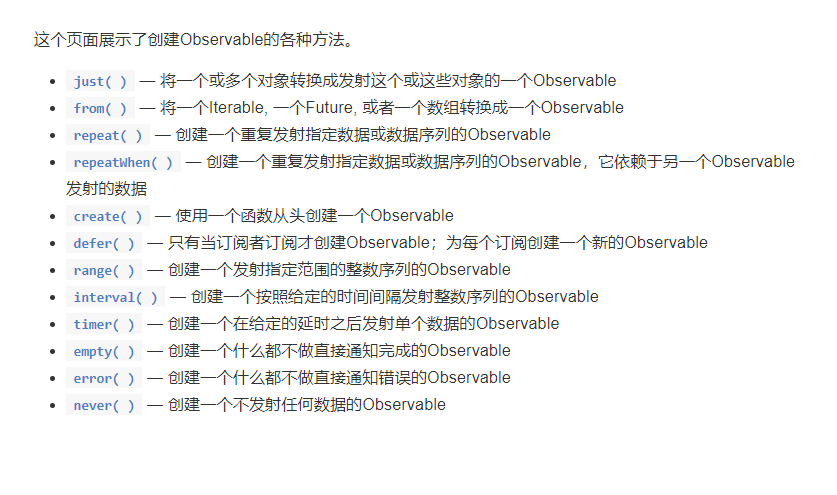 这个页面展示了创建Observable的各种方法。
just( ) — 将一个或多个对象转换成发射这个或这些对象的一个Observable
from( ) — 将一个Iterable, 一个Future, 或者一个数组转换成一个Observable
repeat( ) — 创建一个重复发射指定数据或数据序列的Observable
repeatWhen( ) — 创建一个重复发射指定数据或数据序列的Observable，它依赖于另一个Observable
发射的数据
create( ) — 使用一个函数从头创建一个Observable
defer( ) — 只有当订阅者订阅才创建Observable；为每个订阅创建一个新的Observable
range( ) — 创建一个发射指定范围的整数序列的Observable
interval( ) — 创建一个按照给定的时间间隔发射整数序列的Observable
timer( ) — 创建一个在给定的延时之后发射单个数据的Observable
empty( ) — 创建一个什么都不做直接通知完成的Observable
error( ) — 创建一个什么都不做直接通知错误的Observable
never( ) — 创建一个不发射任何数据的Observable